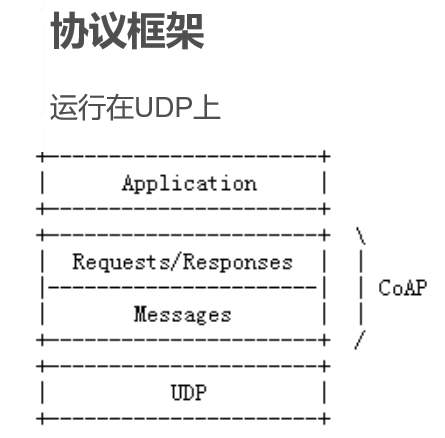 协议框架
运行在UDP上
Application
Requests/Responses
CoAP
Messages
UDP